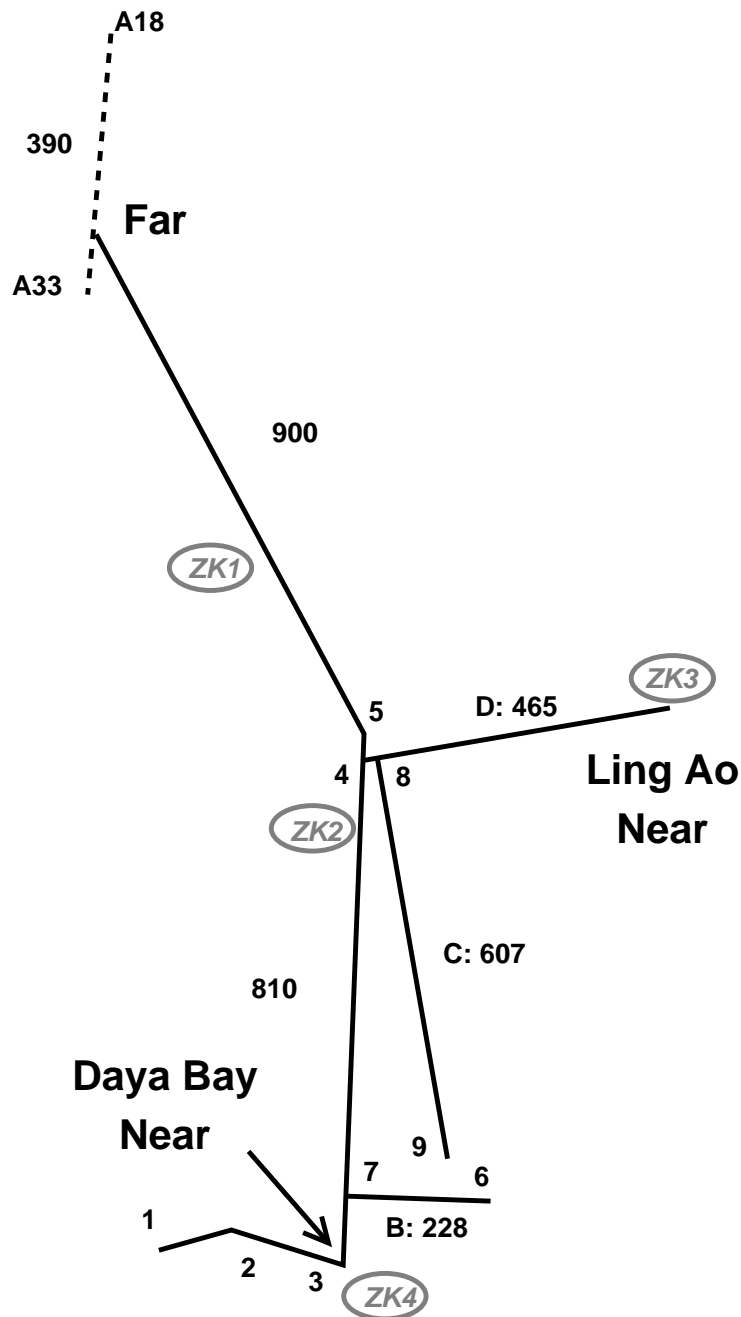 A18
390
Far
A33
900
ZK1
5
D: 465
ZK3
4
8
Ling Ao
Near
ZK2
C: 607
810
Daya Bay
Near
9
7
6
1
B: 228
2
3
ZK4